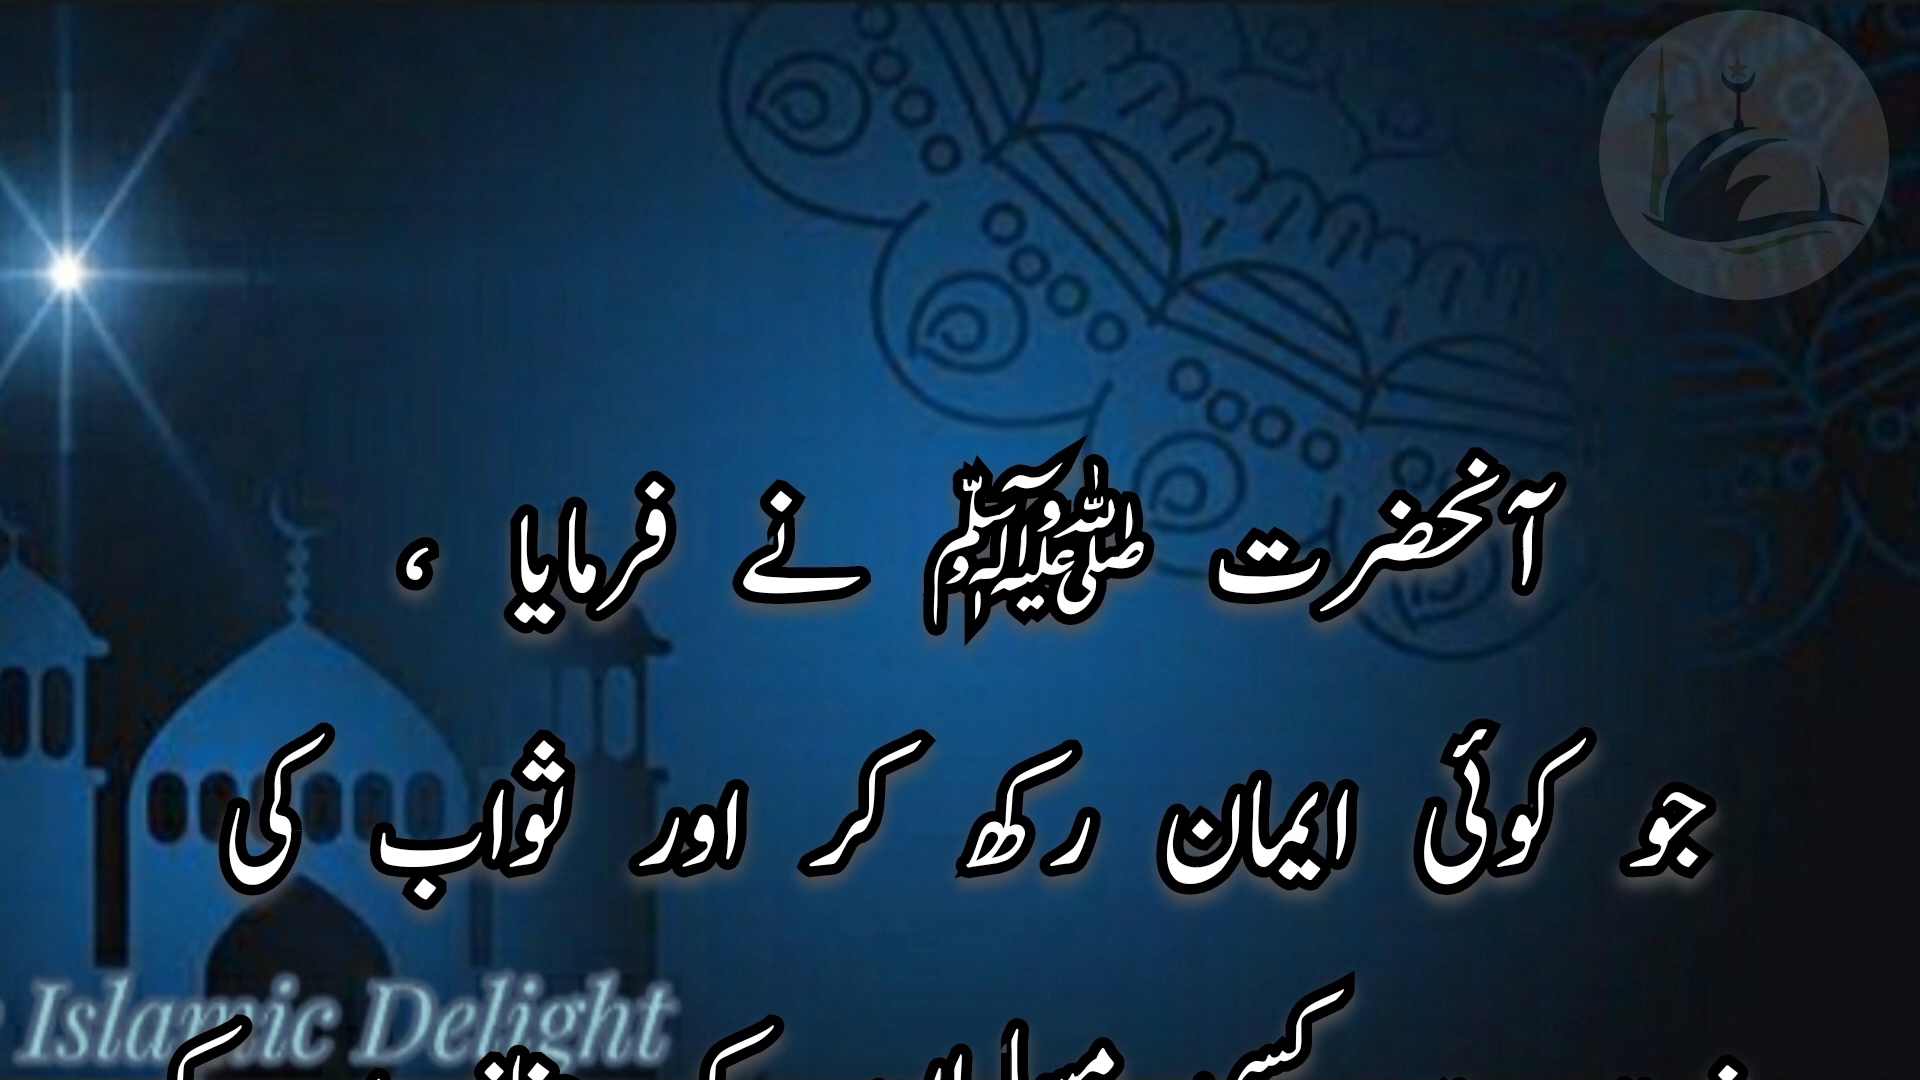 آنحضرت ﷺ نے فرمایا ،
جو کوئی ایمان رکھ کر اور ثواب کی
Islamic Delight